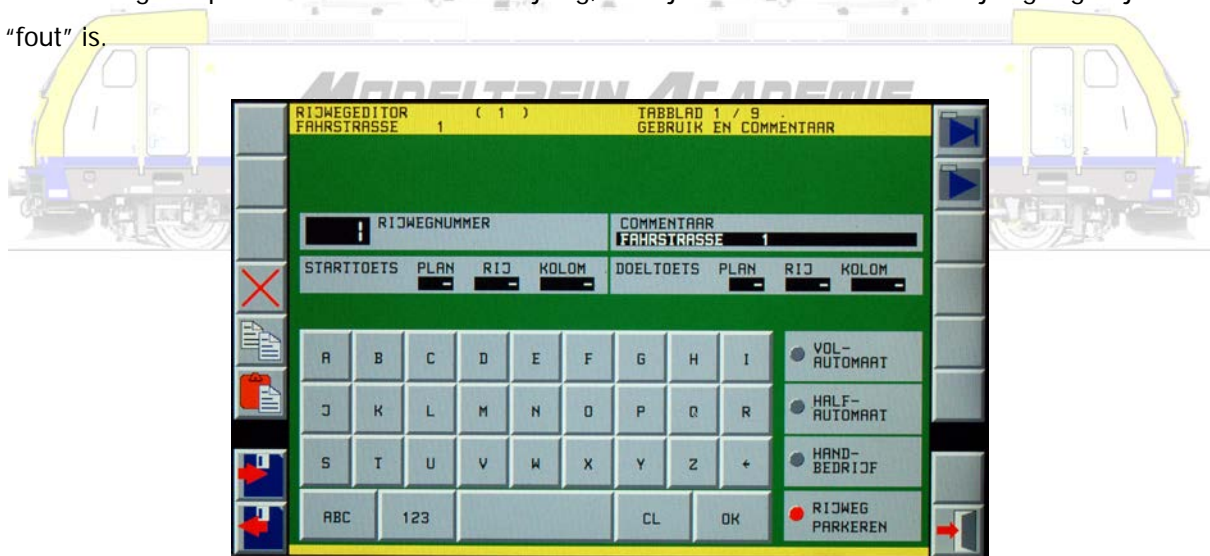 “fout” is.
MODELTREIN ACADEMIE
RIJWEGEDITOR ( 1 ) TABBLAD 1 / 9
FAHRSTRASSE 1 GEBRUIK EN COMMENTAAR
1 RIJWEGNUMMER COMMENTAAR
FAHRSTRASSE 1
STARTTOETS PLAN RIJ KOLOM DOELTOETS PLAN RIJ KOLOM
- - - - - -
A B C D E F G H I VOL-
AUTOMAAT
J K L M N O P Q R HALF-
AUTOMAAT
S T U V W X Y Z ← HAND-
BEDRIJF
ABC 123 CL OK RIJWEG
PARKEREN